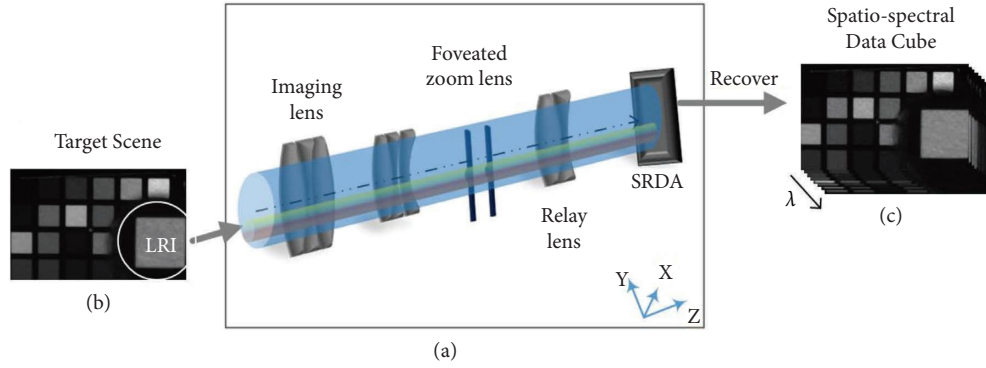 Target Scene
LRI
(b)
Imaging
lens
Foveated
zoom lens
Relay
lens
SRDA
Y
X
Z
(a)
Recover
Spatio-spectral
Data Cube
λ
(c)